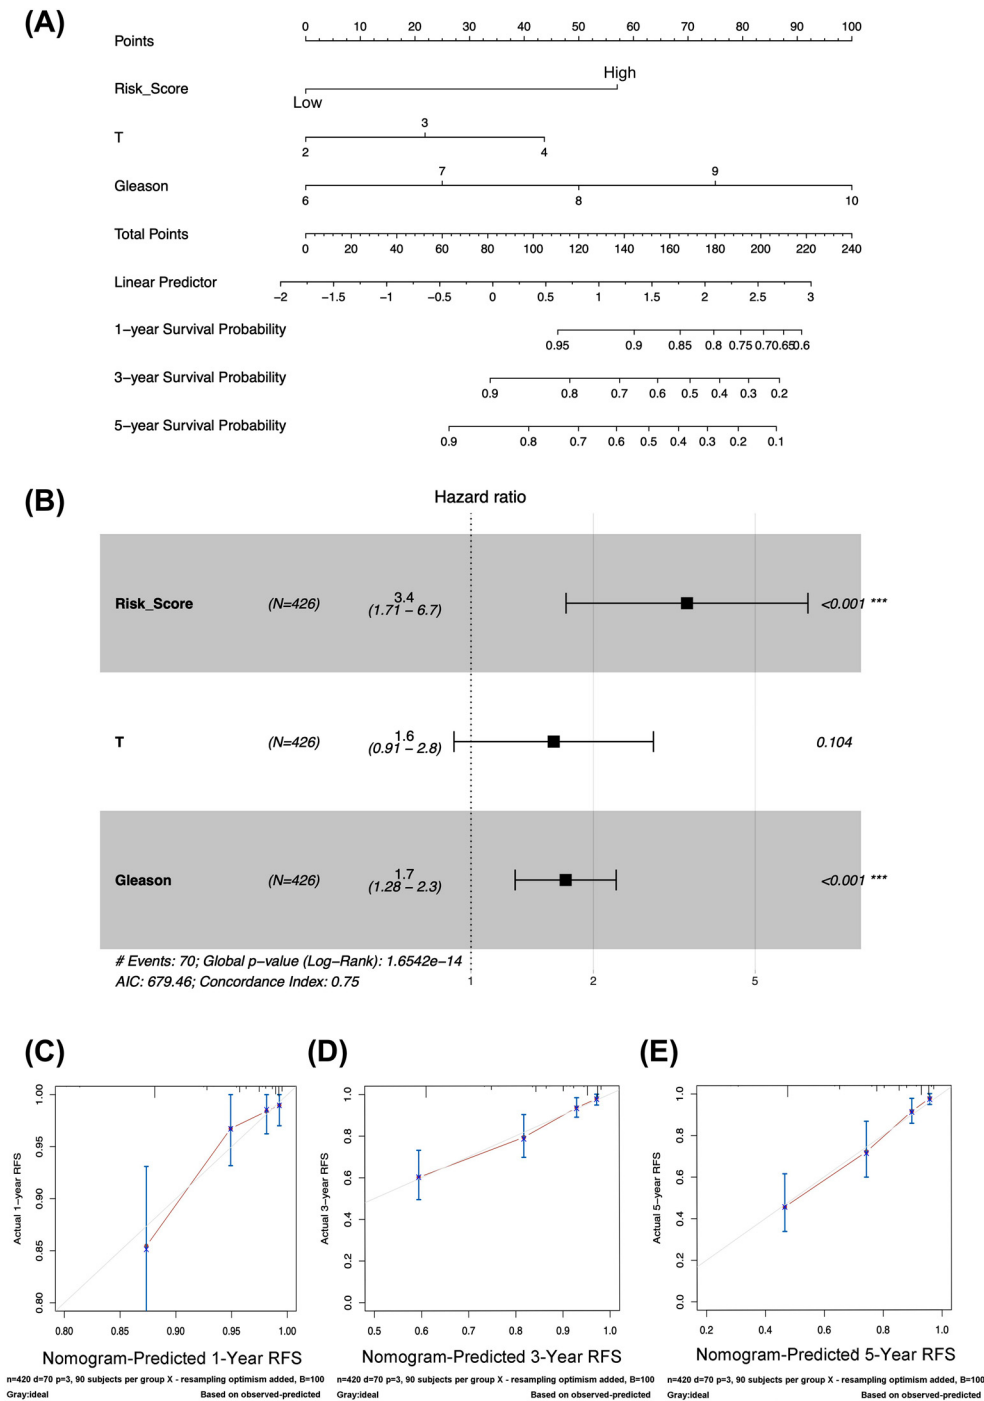 (A)
Points
0 10 20 30 40 50 60 70 80 90 100
Risk_Score
High
Low
T
3
2 4
Gleason
7 9
6 8 10
Total Points
0 20 40 60 80 100 120 140 160 180 200 220 240
Linear Predictor
−2 −1.5 −1 −0.5 0 0.5 1 1.5 2 2.5 3
1−year Survival Probability
0.95 0.9 0.85 0.8 0.75 0.70 0.65 0.6
3−year Survival Probability
0.9 0.8 0.7 0.6 0.5 0.4 0.3 0.2
5−year Survival Probability
0.9 0.8 0.7 0.6 0.5 0.4 0.3 0.2 0.1
(B)
Hazard ratio
Risk_Score (N=426) 3.4 (1.71 − 6.7) <0.001 ***
T (N=426) 1.6 (0.91 − 2.8) 0.104
Gleason (N=426) 1.7 (1.28 − 2.3) <0.001 ***
# Events: 70; Global p−value (Log−Rank): 1.6542e−14
AIC: 679.46; Concordance Index: 0.75
1 2 5
(C)
Actual 1−year RFS
1.00
0.95
0.90
0.85
0.80
0.80 0.85 0.90 0.95 1.00
Nomogram-Predicted 1-Year RFS
n=420 d=70 p=3, 90 subjects per group X - resampling optimism added, B=100
Gray:ideal Based on observed-predicted
(D)
Actual 3−year RFS
1.0
0.8
0.6
0.4
0.2
0.0
0.5 0.6 0.7 0.8 0.9 1.0
Nomogram-Predicted 3-Year RFS
n=420 d=70 p=3, 90 subjects per group X - resampling optimism added, B=100
Gray:ideal Based on observed-predicted
(E)
Actual 5−year RFS
1.0
0.8
0.6
0.4
0.2
0.0
0.2 0.4 0.6 0.8 1.0
Nomogram-Predicted 5-Year RFS
n=420 d=70 p=3, 90 subjects per group X - resampling optimism added, B=100
Gray:ideal Based on observed-predicted